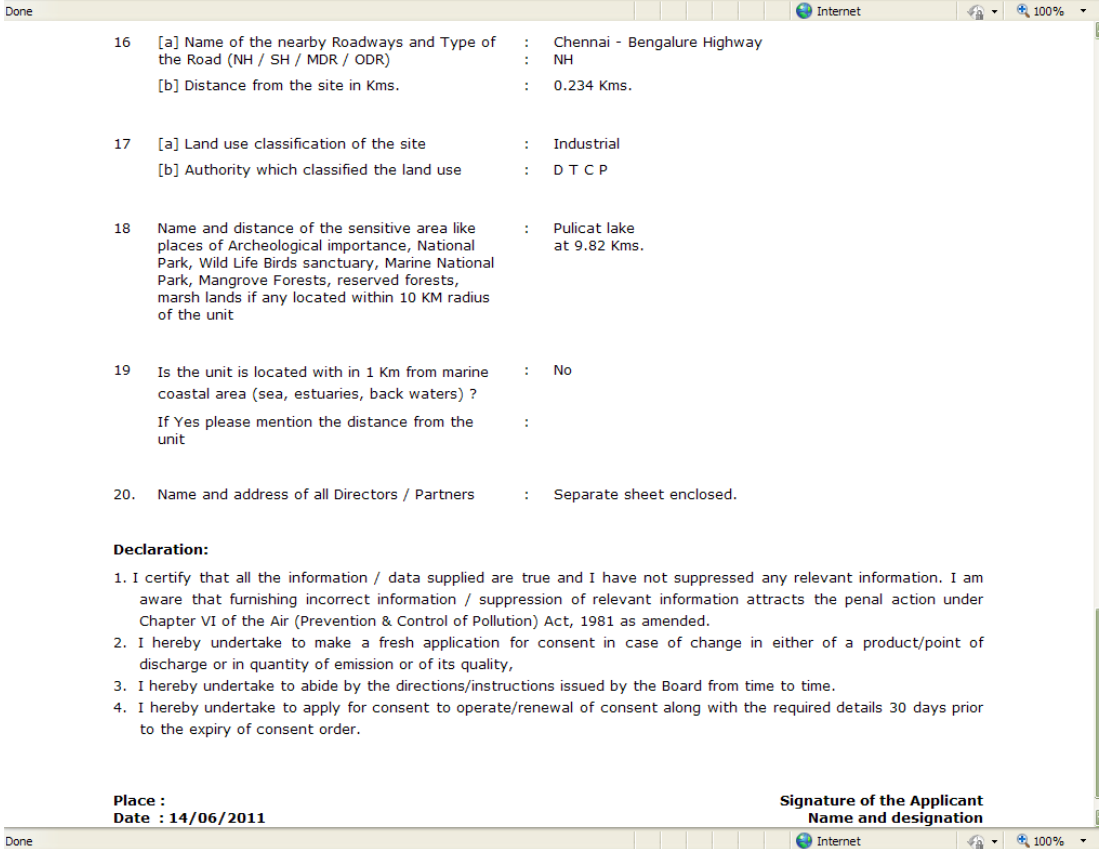 Done Internet 100%
16 [a] Name of the nearby Roadways and Type of : Chennai - Bengalure Highway
the Road (NH / SH / MDR / ODR) : NH
[b] Distance from the site in Kms. : 0.234 Kms.
17 [a] Land use classification of the site : Industrial
[b] Authority which classified the land use : D T C P
18 Name and distance of the sensitive area like : Pulicat lake
places of Archeological importance, National at 9.82 Kms.
Park, Wild Life Birds sanctuary, Marine National
Park, Mangrove Forests, reserved forests,
marsh lands if any located within 10 KM radius
of the unit
19 Is the unit is located with in 1 Km from marine : No
coastal area (sea, estuaries, back waters) ?
If Yes please mention the distance from the :
unit
20. Name and address of all Directors / Partners : Separate sheet enclosed.
Declaration:
1. I certify that all the information / data supplied are true and I have not suppressed any relevant information. I am
aware that furnishing incorrect information / suppression of relevant information attracts the penal action under
Chapter VI of the Air (Prevention & Control of Pollution) Act, 1981 as amended.
2. I hereby undertake to make a fresh application for consent in case of change in either of a product/point of
discharge or in quantity of emission or of its quality,
3. I hereby undertake to abide by the directions/instructions issued by the Board from time to time.
4. I hereby undertake to apply for consent to operate/renewal of consent along with the required details 30 days prior
to the expiry of consent order.
Place : Signature of the Applicant
Date : 14/06/2011 Name and designation
Done Internet 100%